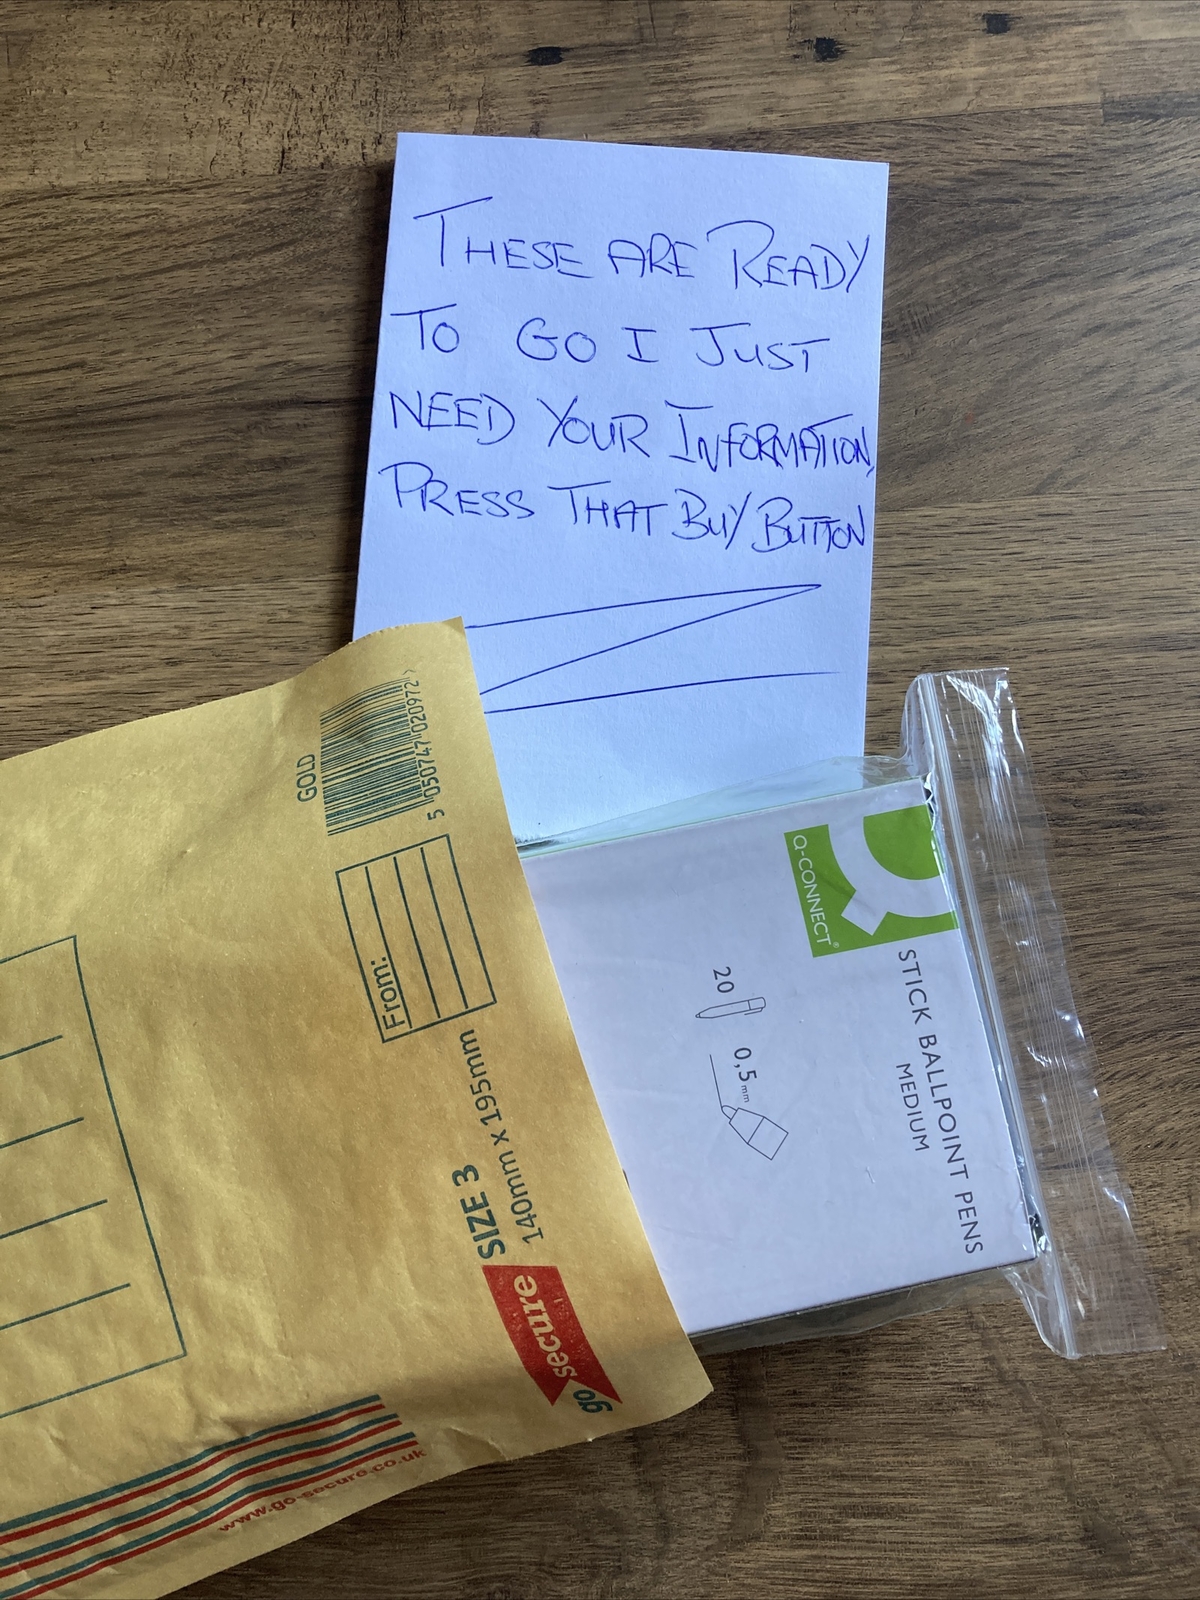 THESE ARE READY
TO GO I JUST
NEED YOUR INFORMATION,
PRESS THAT BUY BUTTON
GOLD
5 050747 020972 >
From:
SIZE 3
140mm x 195mm
go secure
www.go-secure.co.uk
Q-CONNECT®
STICK BALLPOINT PENS
MEDIUM
20
0,5mm